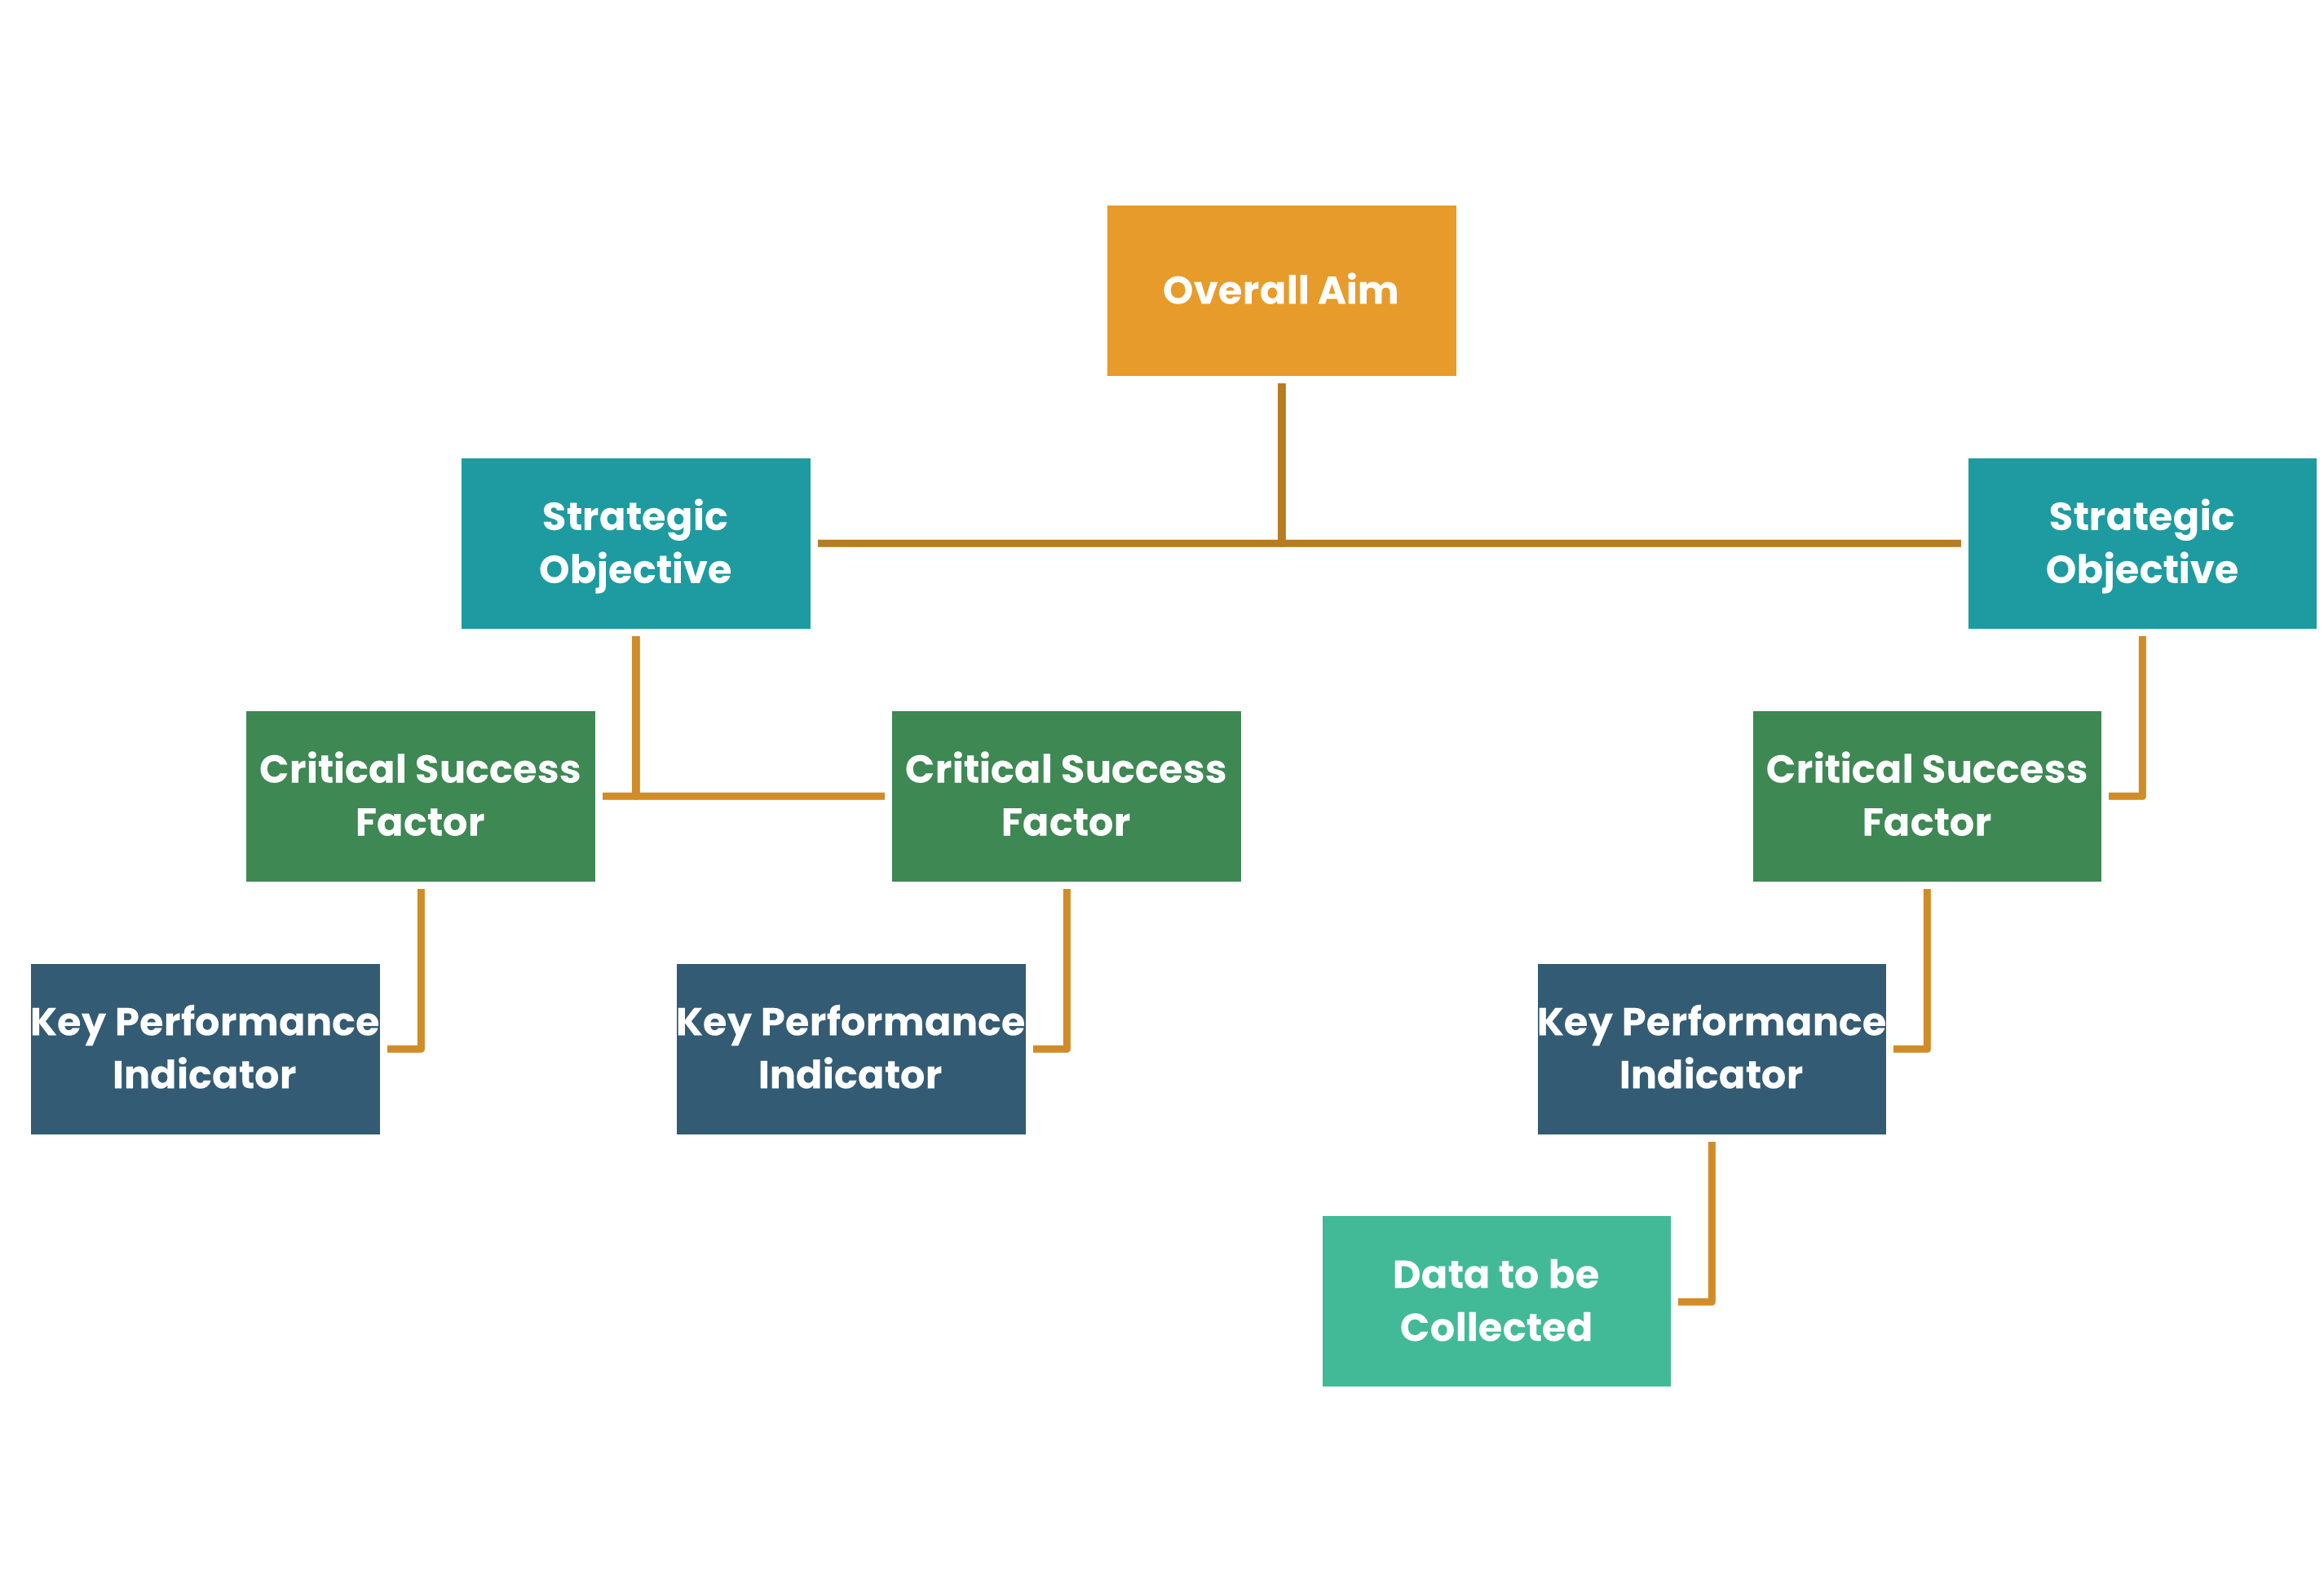 Overall Aim
Strategic
Objective
Strategic
Objective
Critical Success
Factor
Critical Success
Factor
Critical Success
Factor
Key Performance
Indicator
Key Performance
Indicator
Key Performance
Indicator
Data to be
Collected